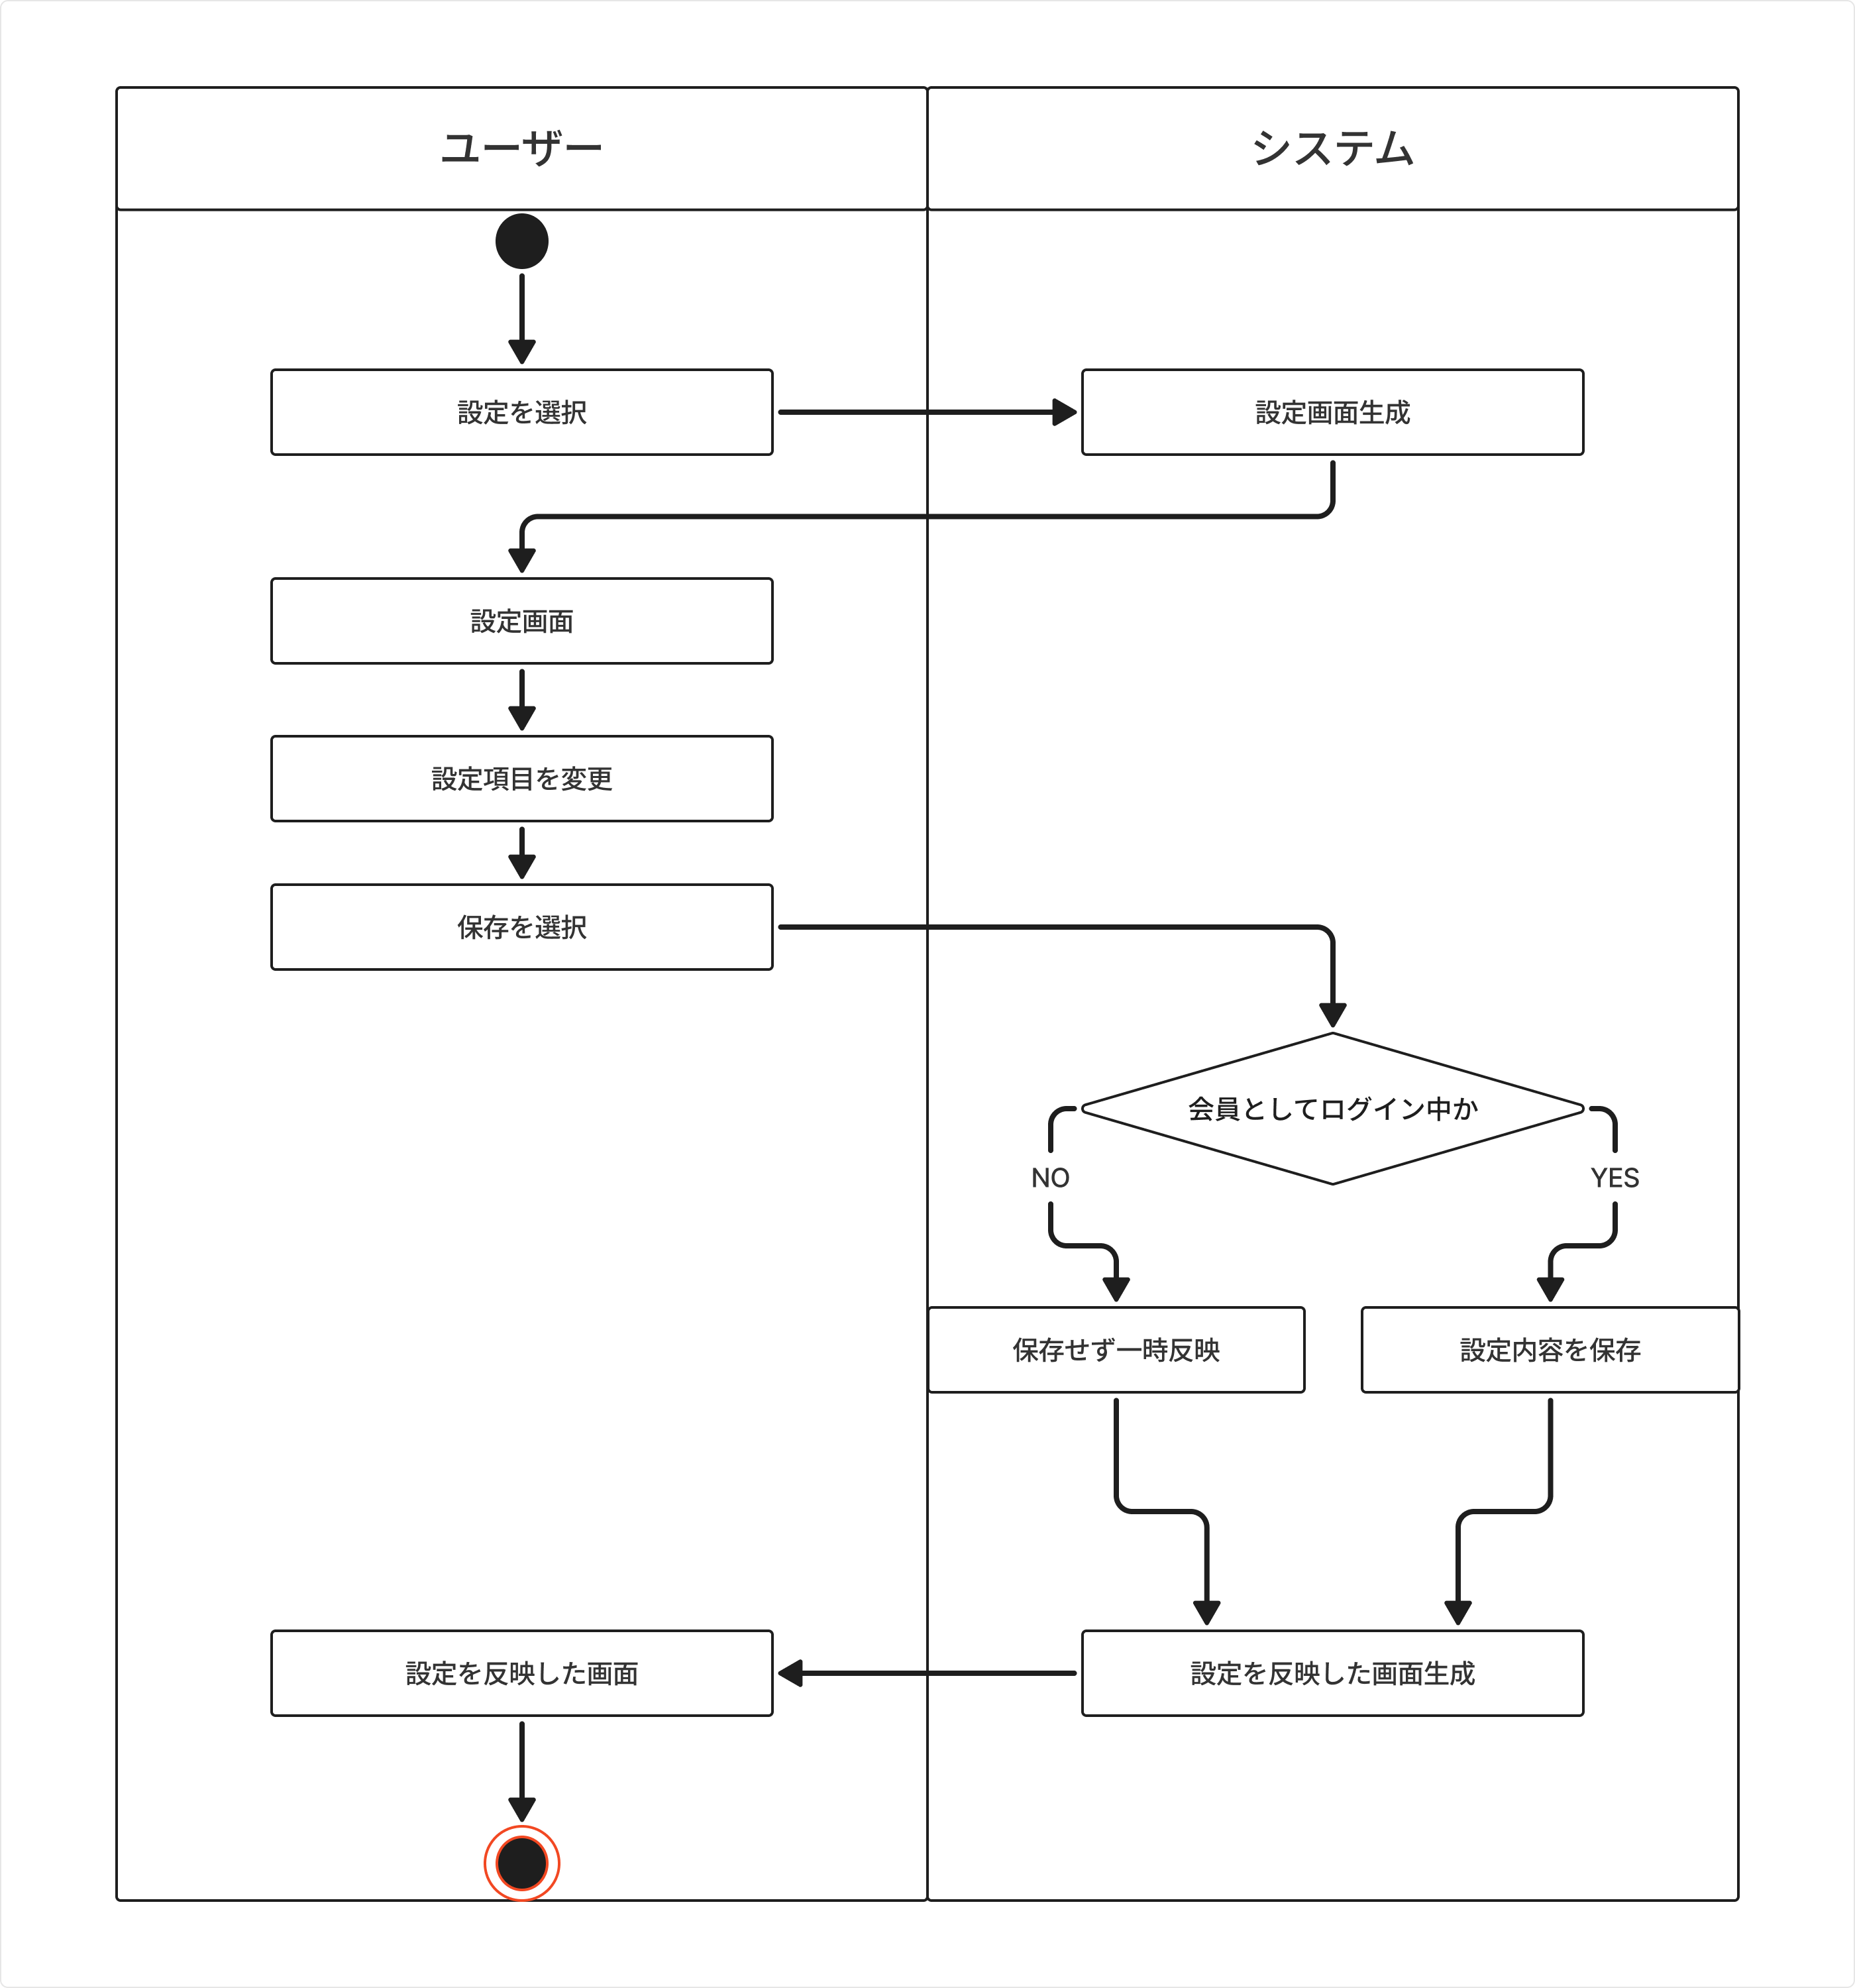 ユーザー
システム
設定を選択
設定画面生成
設定画面
設定項目を変更
保存を選択
会員としてログイン中か
NO
YES
保存せず一時反映
設定内容を保存
設定を反映した画面
設定を反映した画面生成